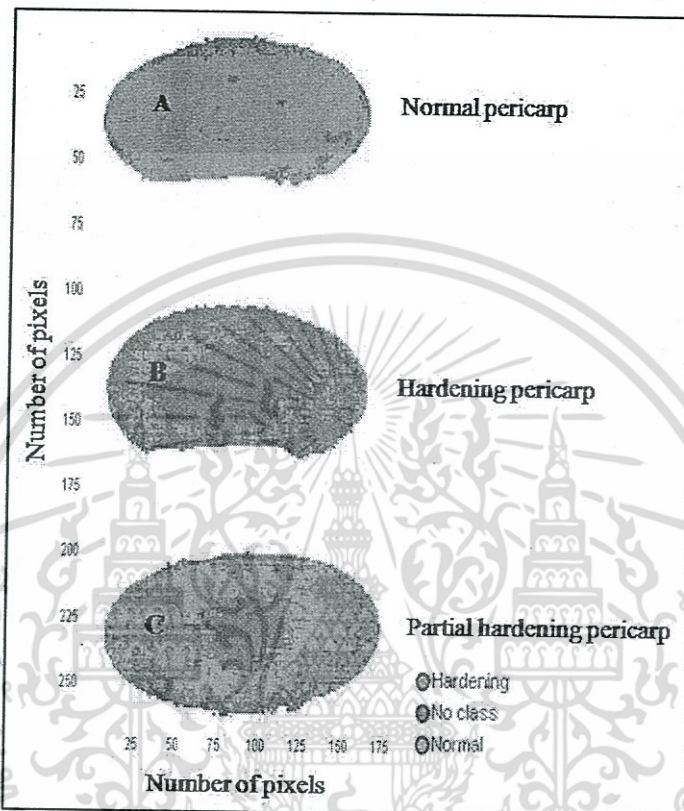 25
A
Normal pericarp
50
75
Number of pixels
100
125
B
Hardening pericarp
150
175
200
225
C
Partial hardening pericarp
250
Hardening
No class
Normal
25 50 75 100 125 150 175
Number of pixels